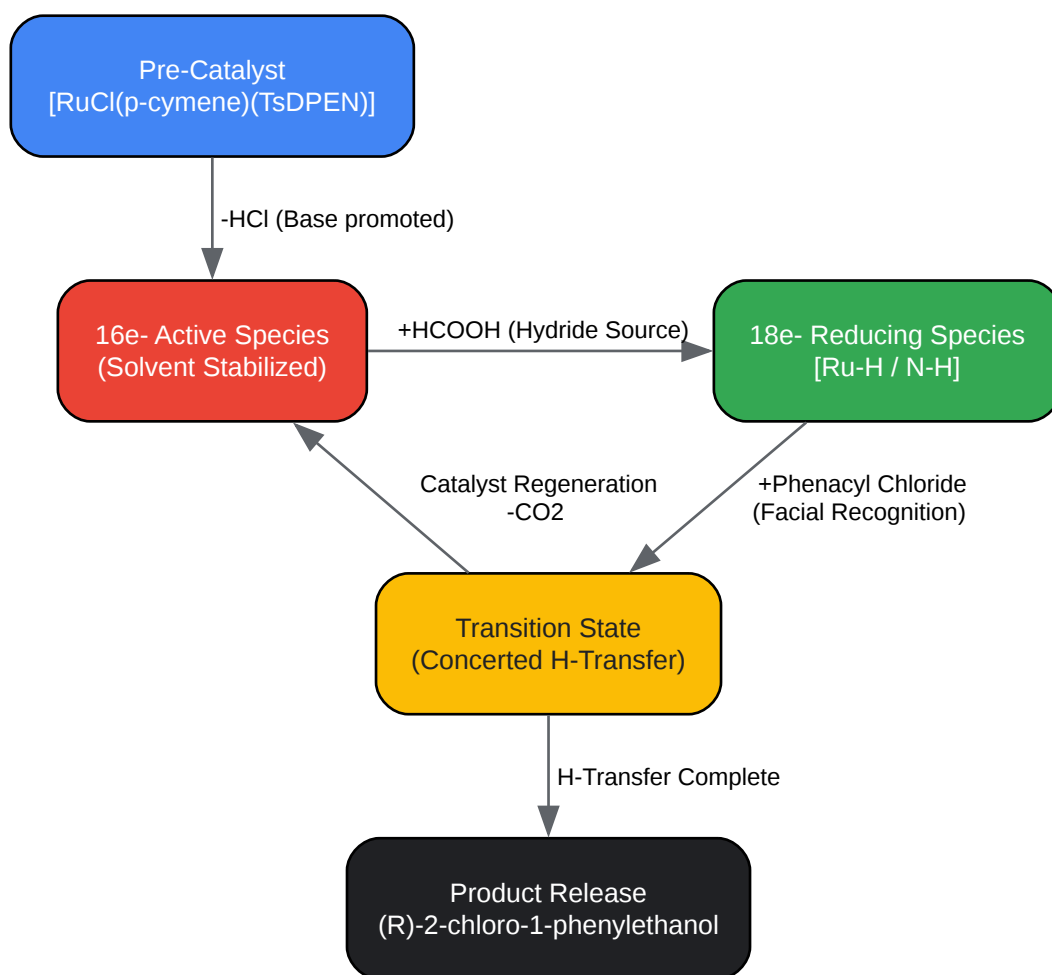 Pre-Catalyst
[RuCl(p-cymene)(TsDPEN)]
-HCl (Base promoted)
16e- Active Species
(Solvent Stabilized)
+HCOOH (Hydride Source)
18e- Reducing Species
[Ru-H / N-H]
Catalyst Regeneration
-CO2
+Phenacyl Chloride
(Facial Recognition)
Transition State
(Concerted H-Transfer)
H-Transfer Complete
Product Release
(R)-2-chloro-1-phenylethanol